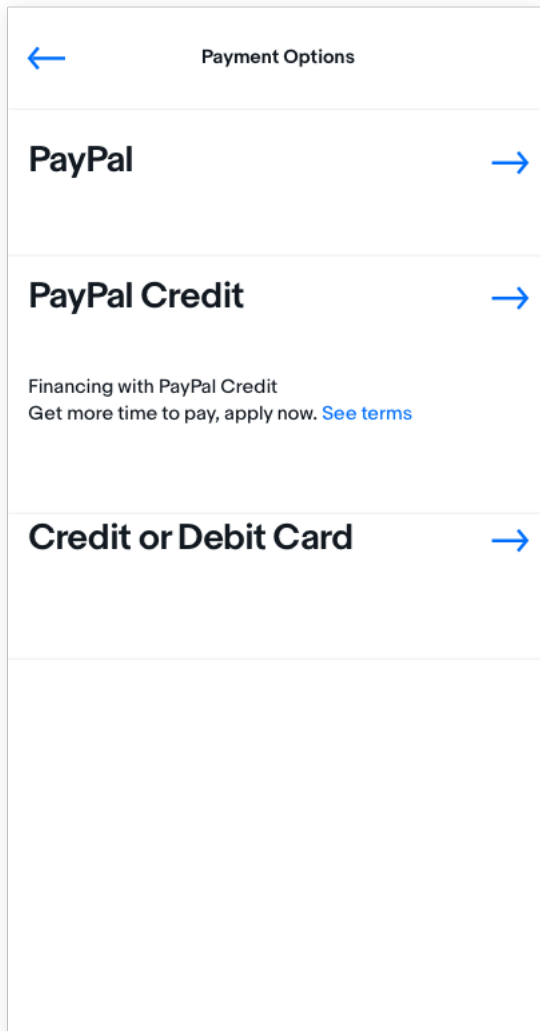 Payment Options
PayPal
PayPal Credit
Financing with PayPal Credit
Get more time to pay, apply now. See terms
Credit or Debit Card